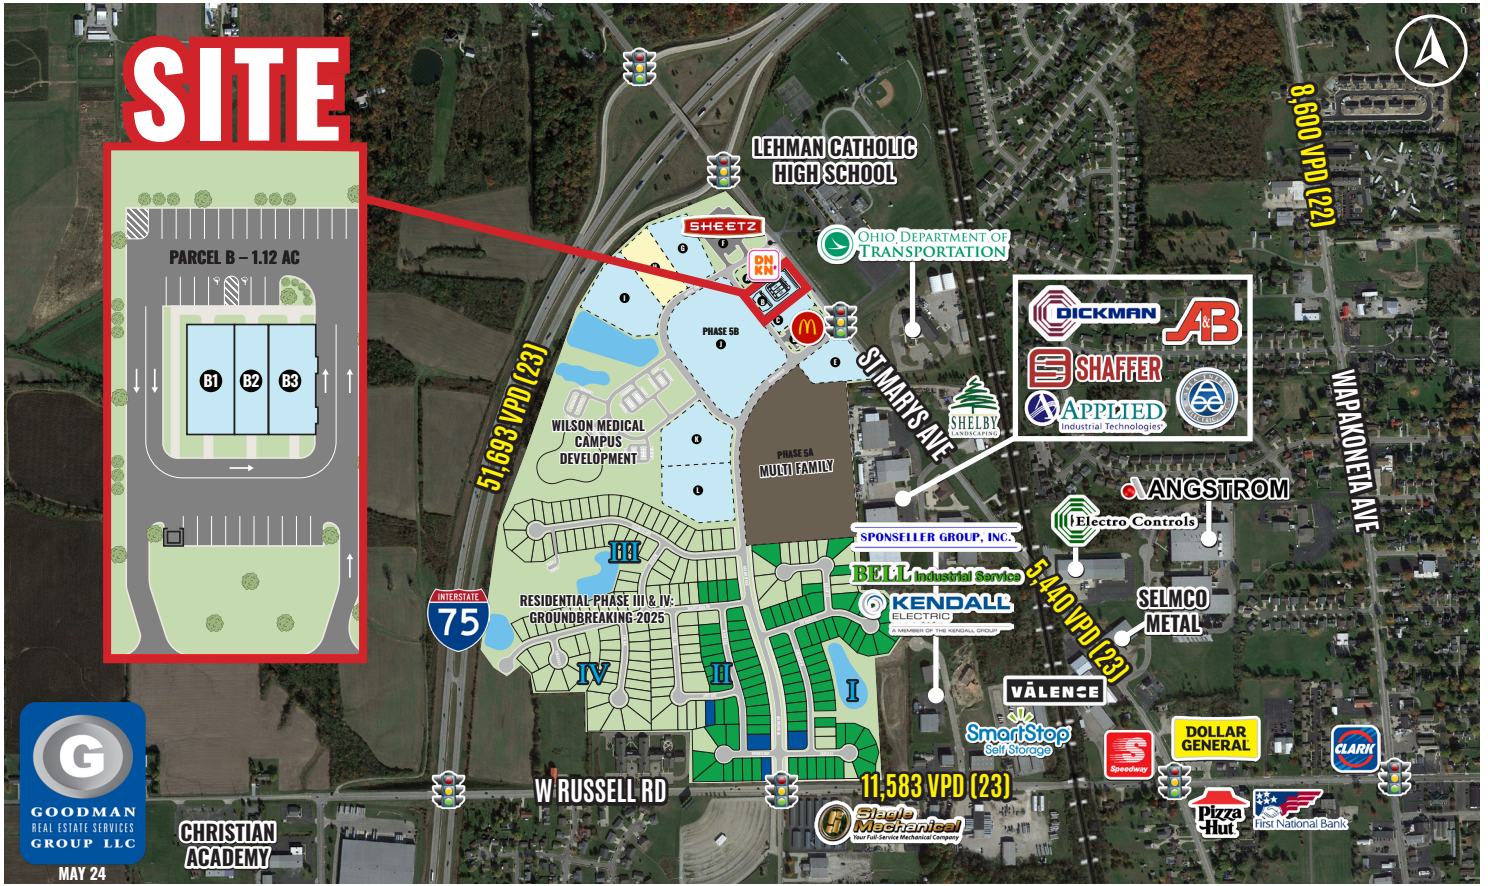 SITE
PARCEL B – 1.12 AC
B1
B2
B3
LEHMAN CATHOLIC
HIGH SCHOOL
SHEETZ
F
G
H
I
DN
KN'
A
B
C
E
PHASE 5B
J
OHIO DEPARTMENT OF
TRANSPORTATION
8,600 VPD (22)
51,693 VPD (23)
ST MARYS AVE
WAPAKONETA AVE
DICKMAN
A&B
SHAFFER
APPLIED
Industrial Technologies
SHELBY
LANDSCAPING
WILSON MEDICAL
CAMPUS
DEVELOPMENT
K
L
PHASE 5A
MULTI FAMILY
ANGSTROM
Electro Controls
SPONSELLER GROUP, INC.
BELL Industrial Service
KENDALL
ELECTRIC
A MEMBER OF THE KENDALL GROUP
5,440 VPD (23)
SELMCO
METAL
III
RESIDENTIAL PHASE III & IV:
GROUNDBREAKING 2025
INTERSTATE
75
IV
II
I
VALENCE
SmartStop
Self Storage
Speedway
DOLLAR
GENERAL
CLARK
Pizza
Hut
First National Bank
W RUSSELL RD
11,583 VPD (23)
Slagle
Mechanical
Your Full-Service Mechanical Company
CHRISTIAN
ACADEMY
G
GOODMAN
REAL ESTATE SERVICES
GROUP LLC
MAY 24